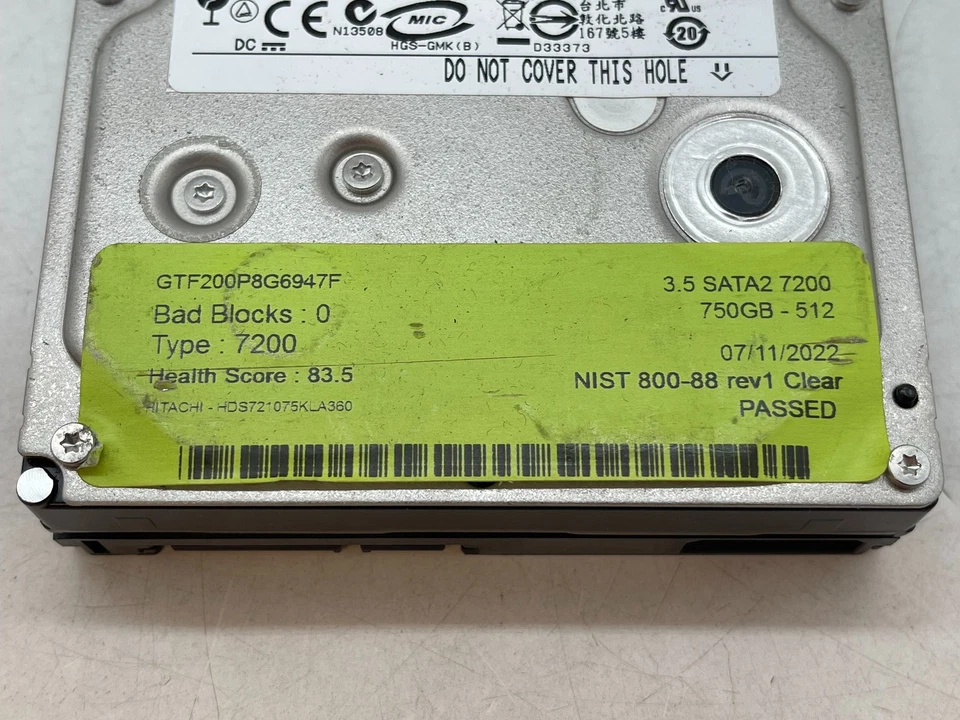 台北市
N13508
MIC
敦化北路
DC
HGS-GMK(B)
D33373
167號5樓
20
DO NOT COVER THIS HOLE
GTF200P8G6947F
3.5 SATA2 7200
Bad Blocks : 0
750GB - 512
Type : 7200
07/11/2022
Health Score : 83.5
NIST 800-88 rev1 Clear
HITACHI - HDS721075KLA360
PASSED